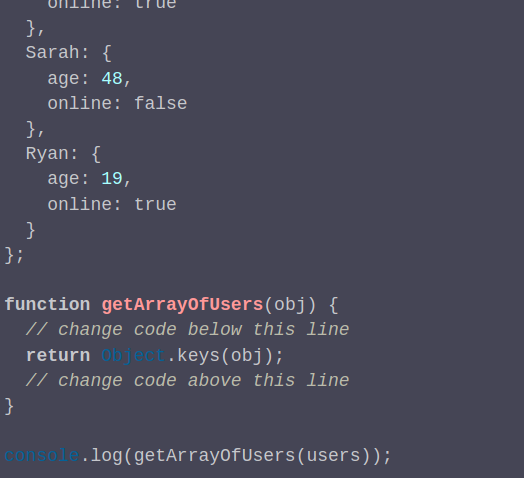 online: true
  },
  Sarah: {
    age: 48,
    online: false
  },
  Ryan: {
    age: 19,
    online: true
  }
};

function getArrayOfUsers(obj) {
  // change code below this line
  return Object.keys(obj);
  // change code above this line
}

console.log(getArrayOfUsers(users));